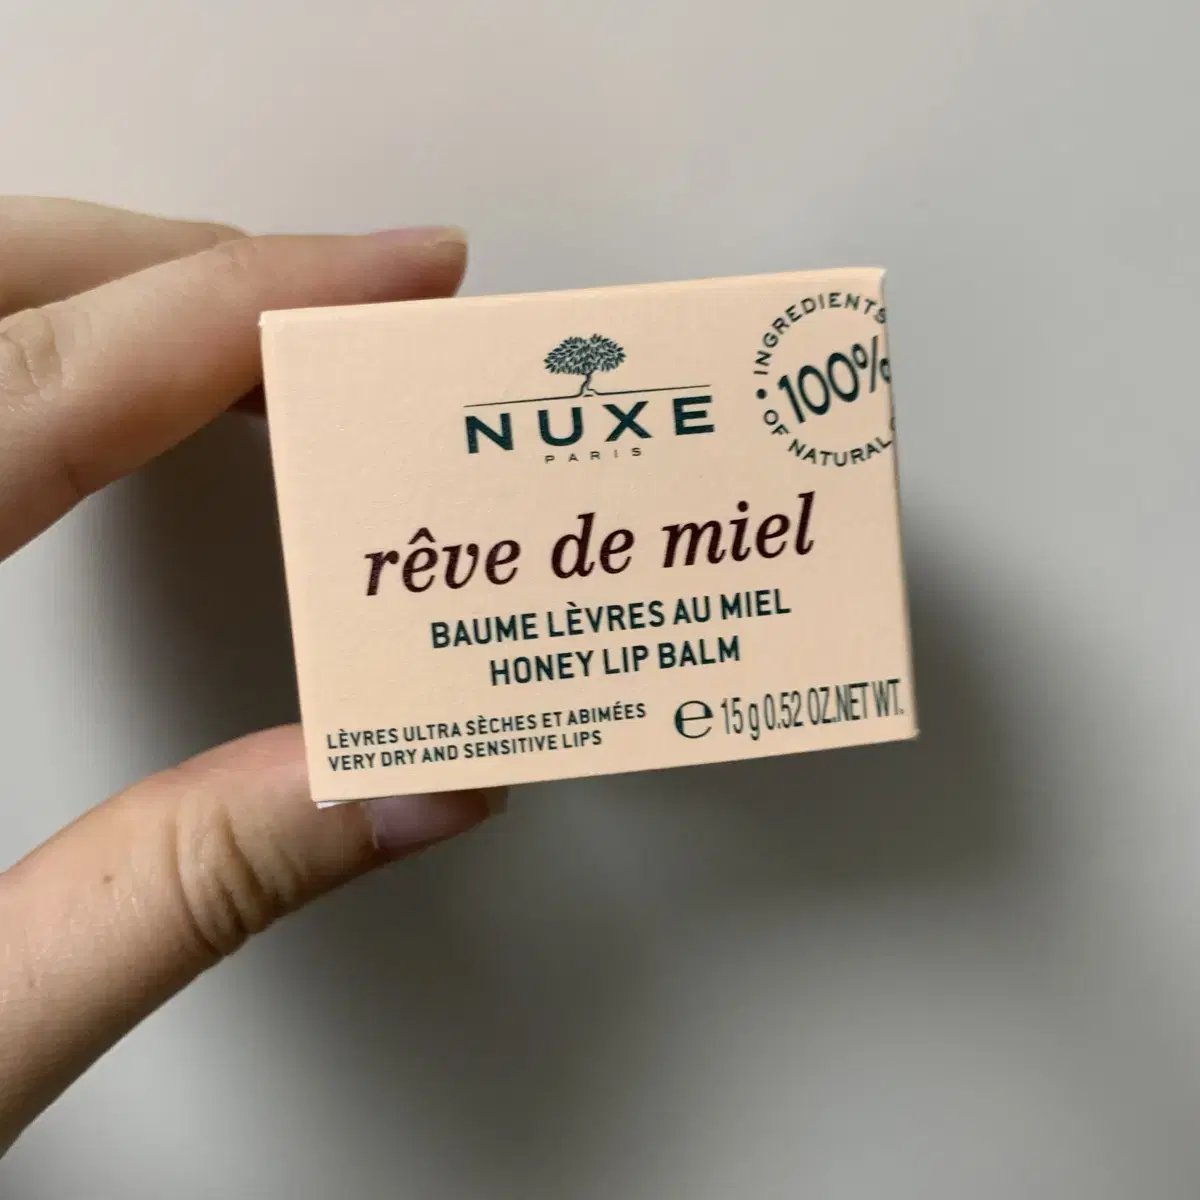 NUXE
PARIS
INGREDIENTS
100%
OF NATURAL
rêve de miel
BAUME LÈVRES AU MIEL
HONEY LIP BALM
LÈVRES ULTRA SÈCHES ET ABIMÉES
VERY DRY AND SENSITIVE LIPS
℮ 15 g 0.52 OZ.NET WT.